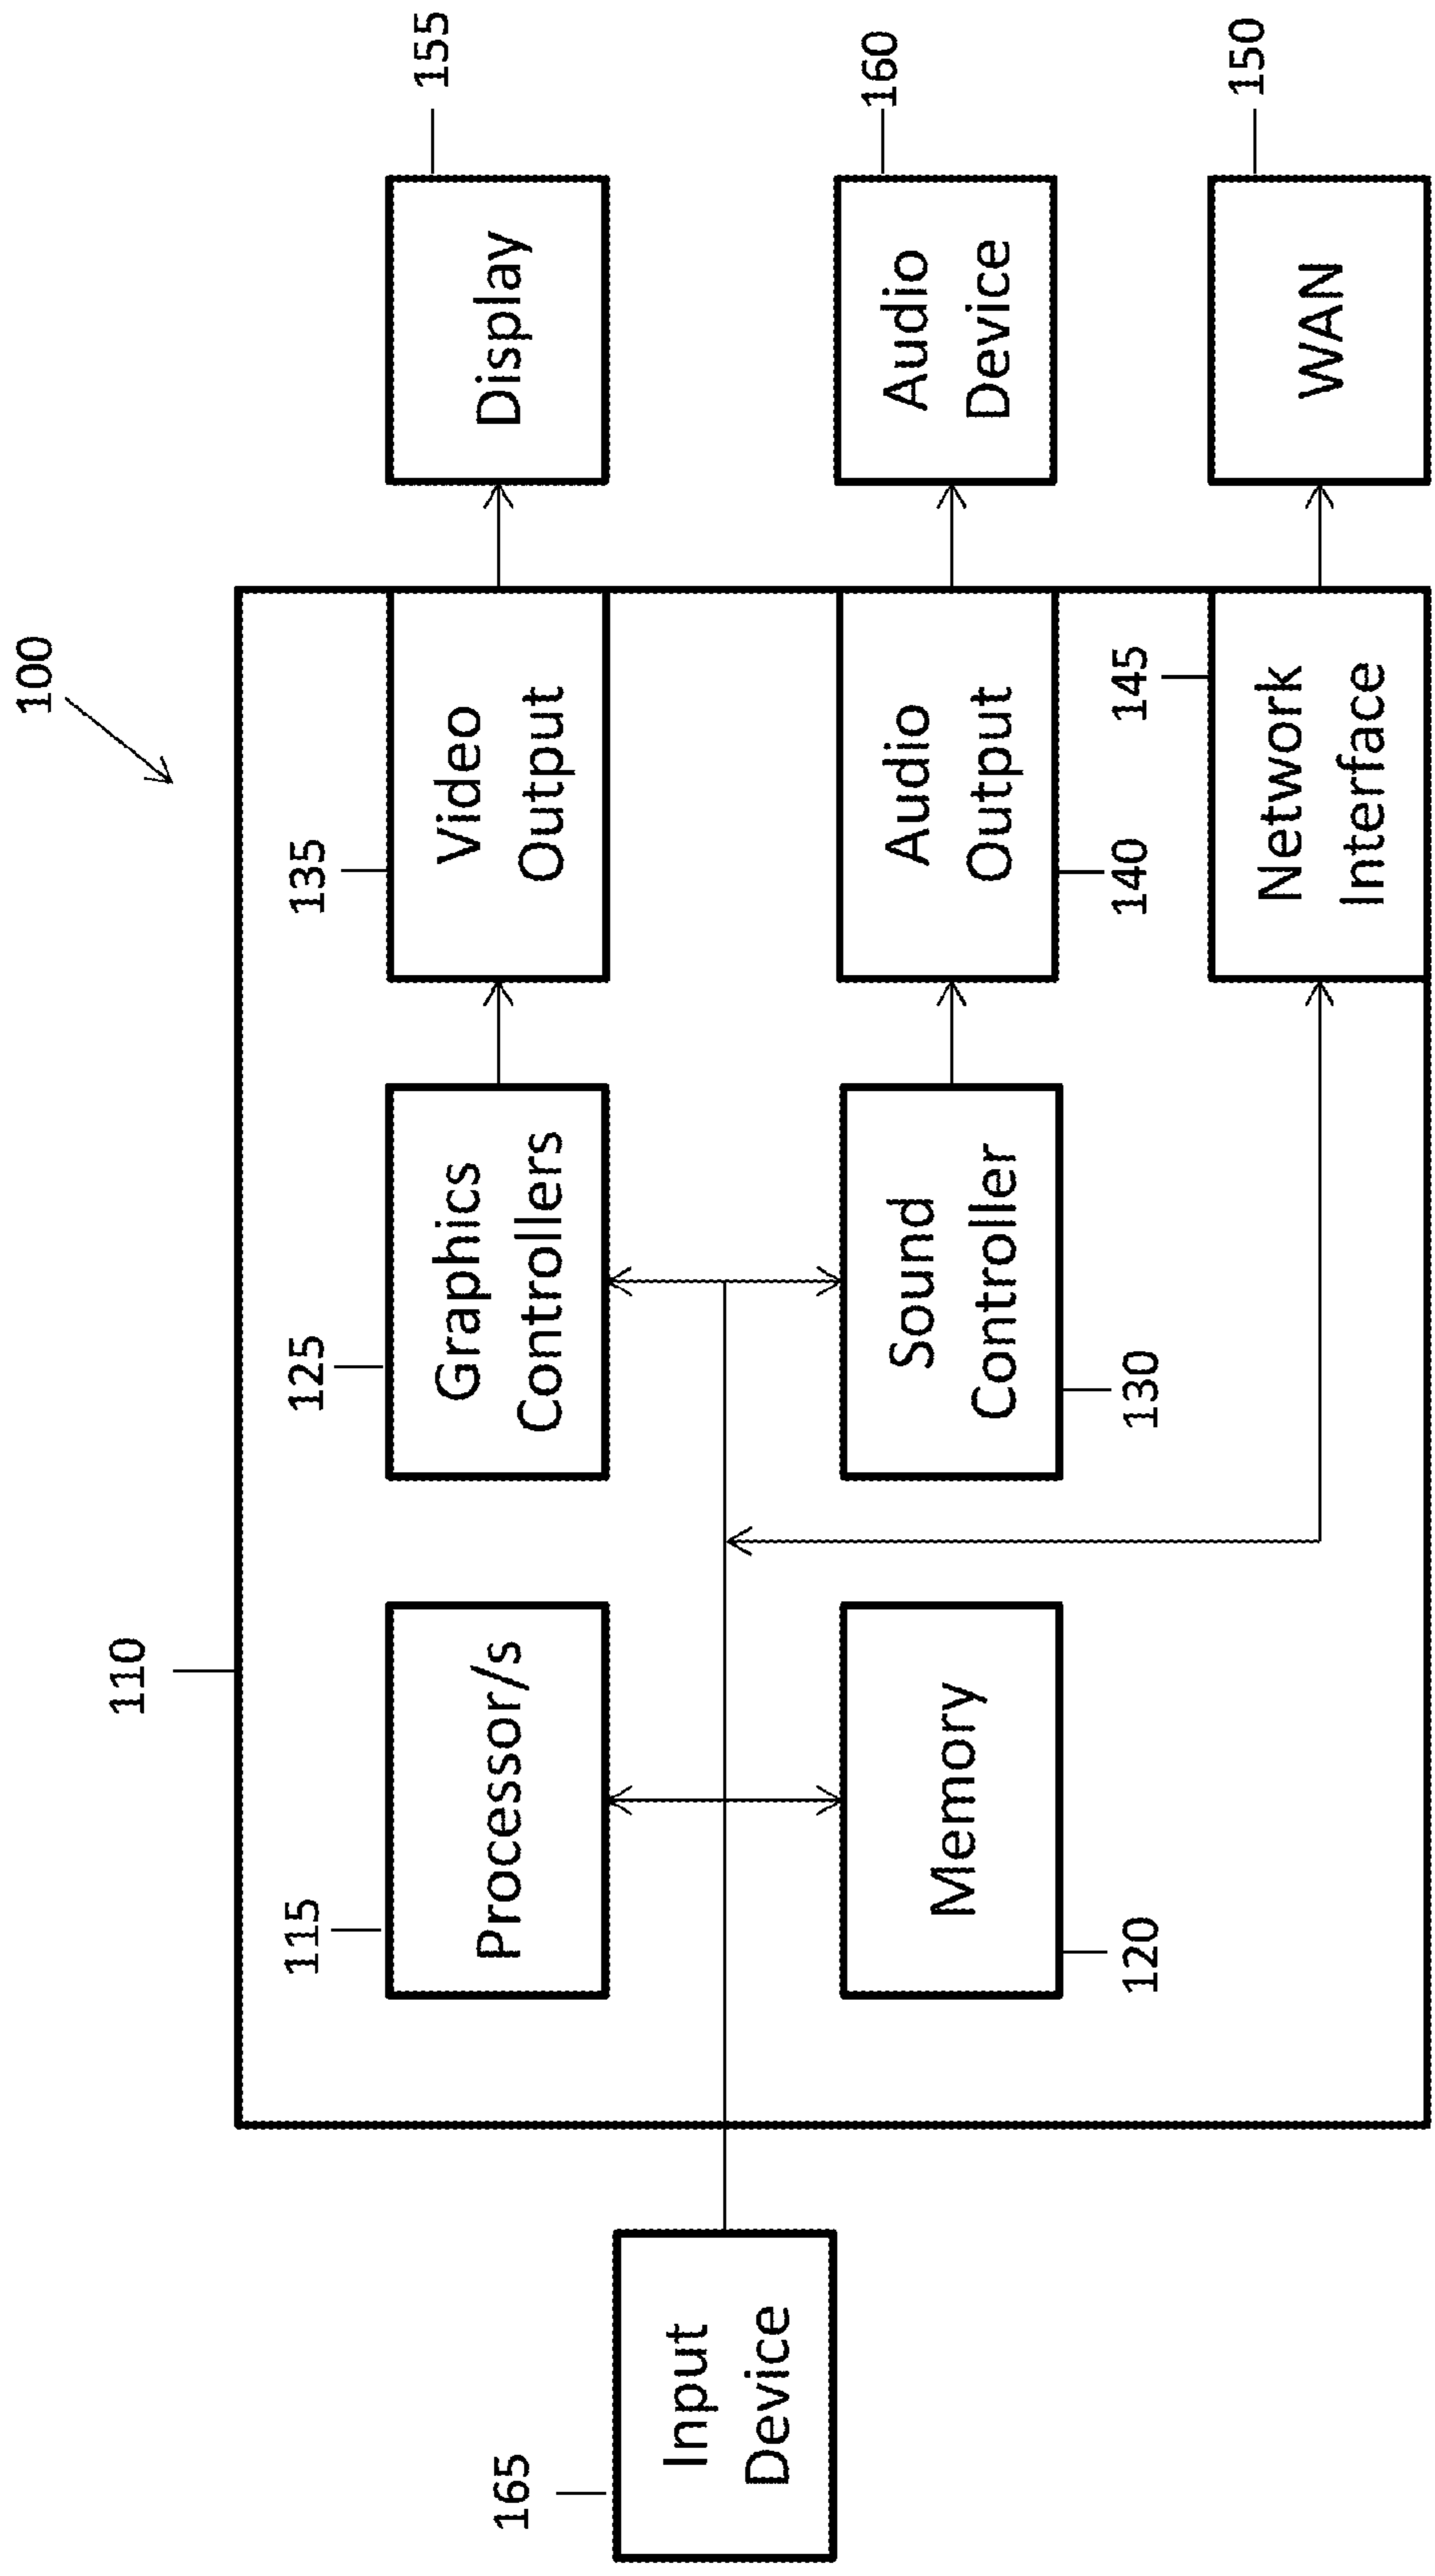 100
110
115
Processor/s
125
Graphics
Controllers
135
Video
Output
Display
155
165
Input
Device
Memory
120
Sound
Controller
130
Audio
Output
140
Audio
Device
160
145
Network
Interface
WAN
150